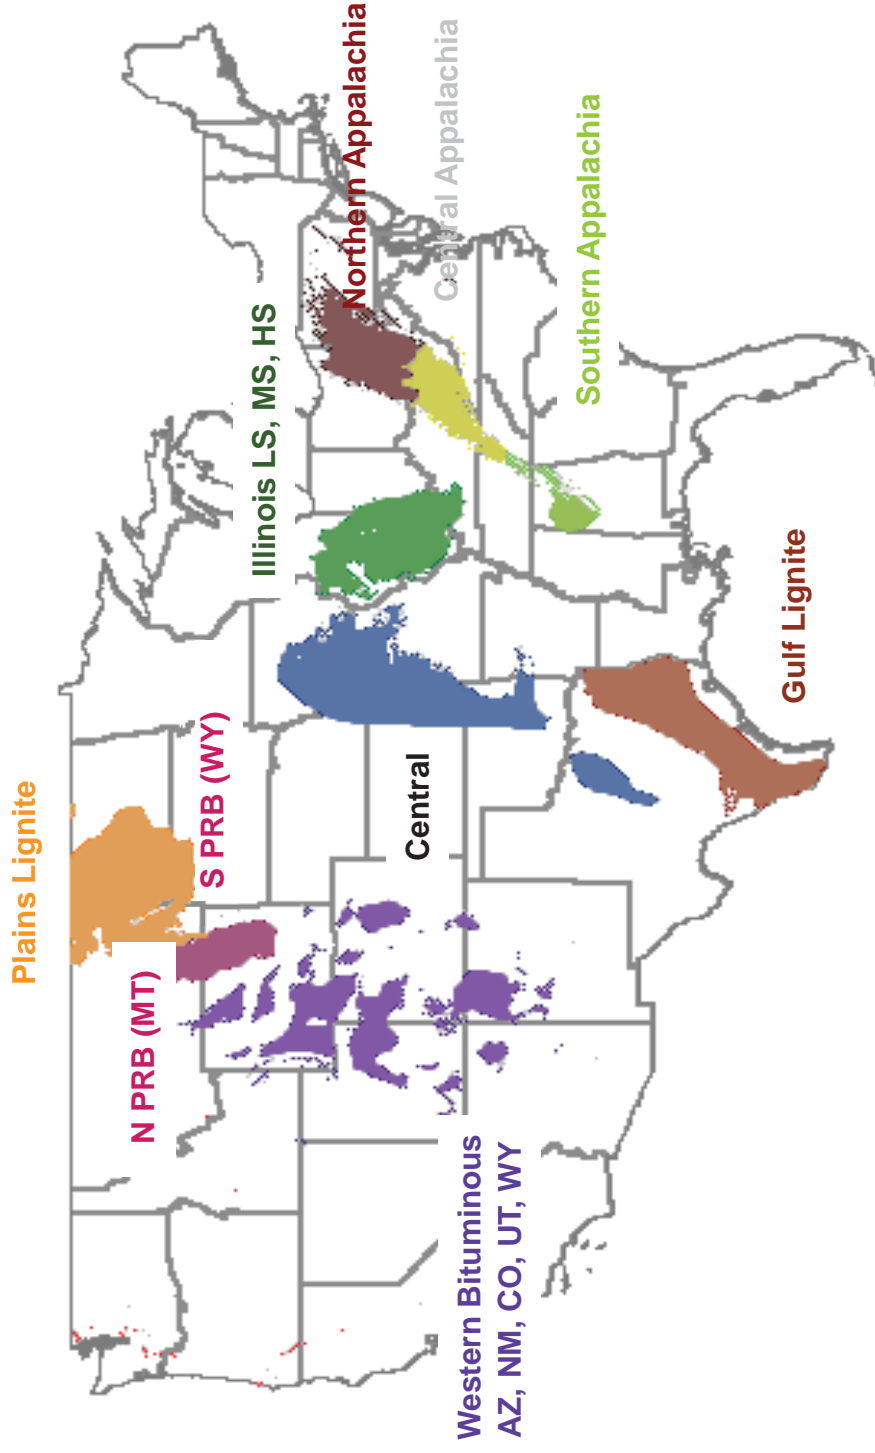 Plains Lignite
N PRB (MT)
S PRB (WY)
Illinois LS, MS, HS
Northern Appalachia
Central Appalachia
Southern Appalachia
Central
Western Bituminous
AZ, NM, CO, UT, WY
Gulf Lignite